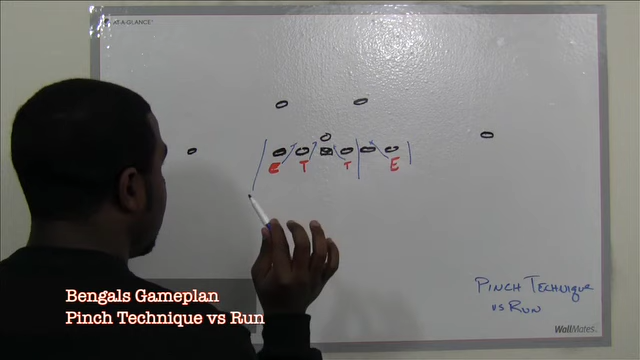 AT-A-GLANCE
E T T E
PINCH TECHNIQUE
VS RUN
WallMates.
Bengals Gameplan
Pinch Technique vs Run